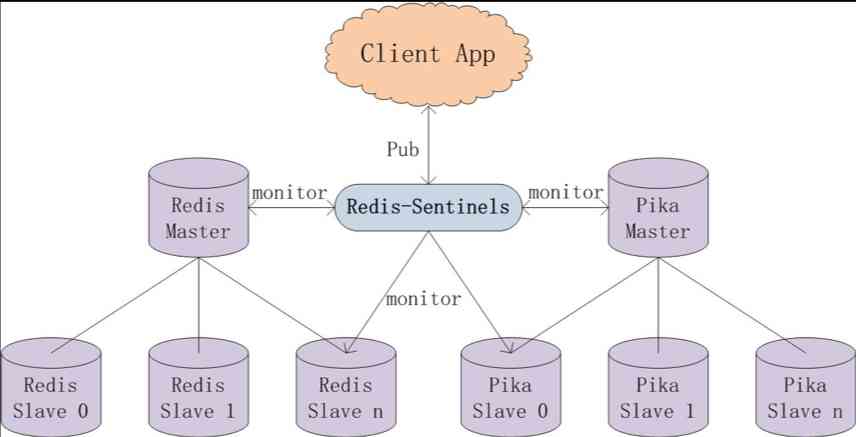 Client App
Pub
monitor
monitor
Redis
Master
Redis-Sentinels
Pika
Master
monitor
Redis
Slave 0
Redis
Slave 1
Redis
Slave n
Pika
Slave 0
Pika
Slave 1
Pika
Slave n